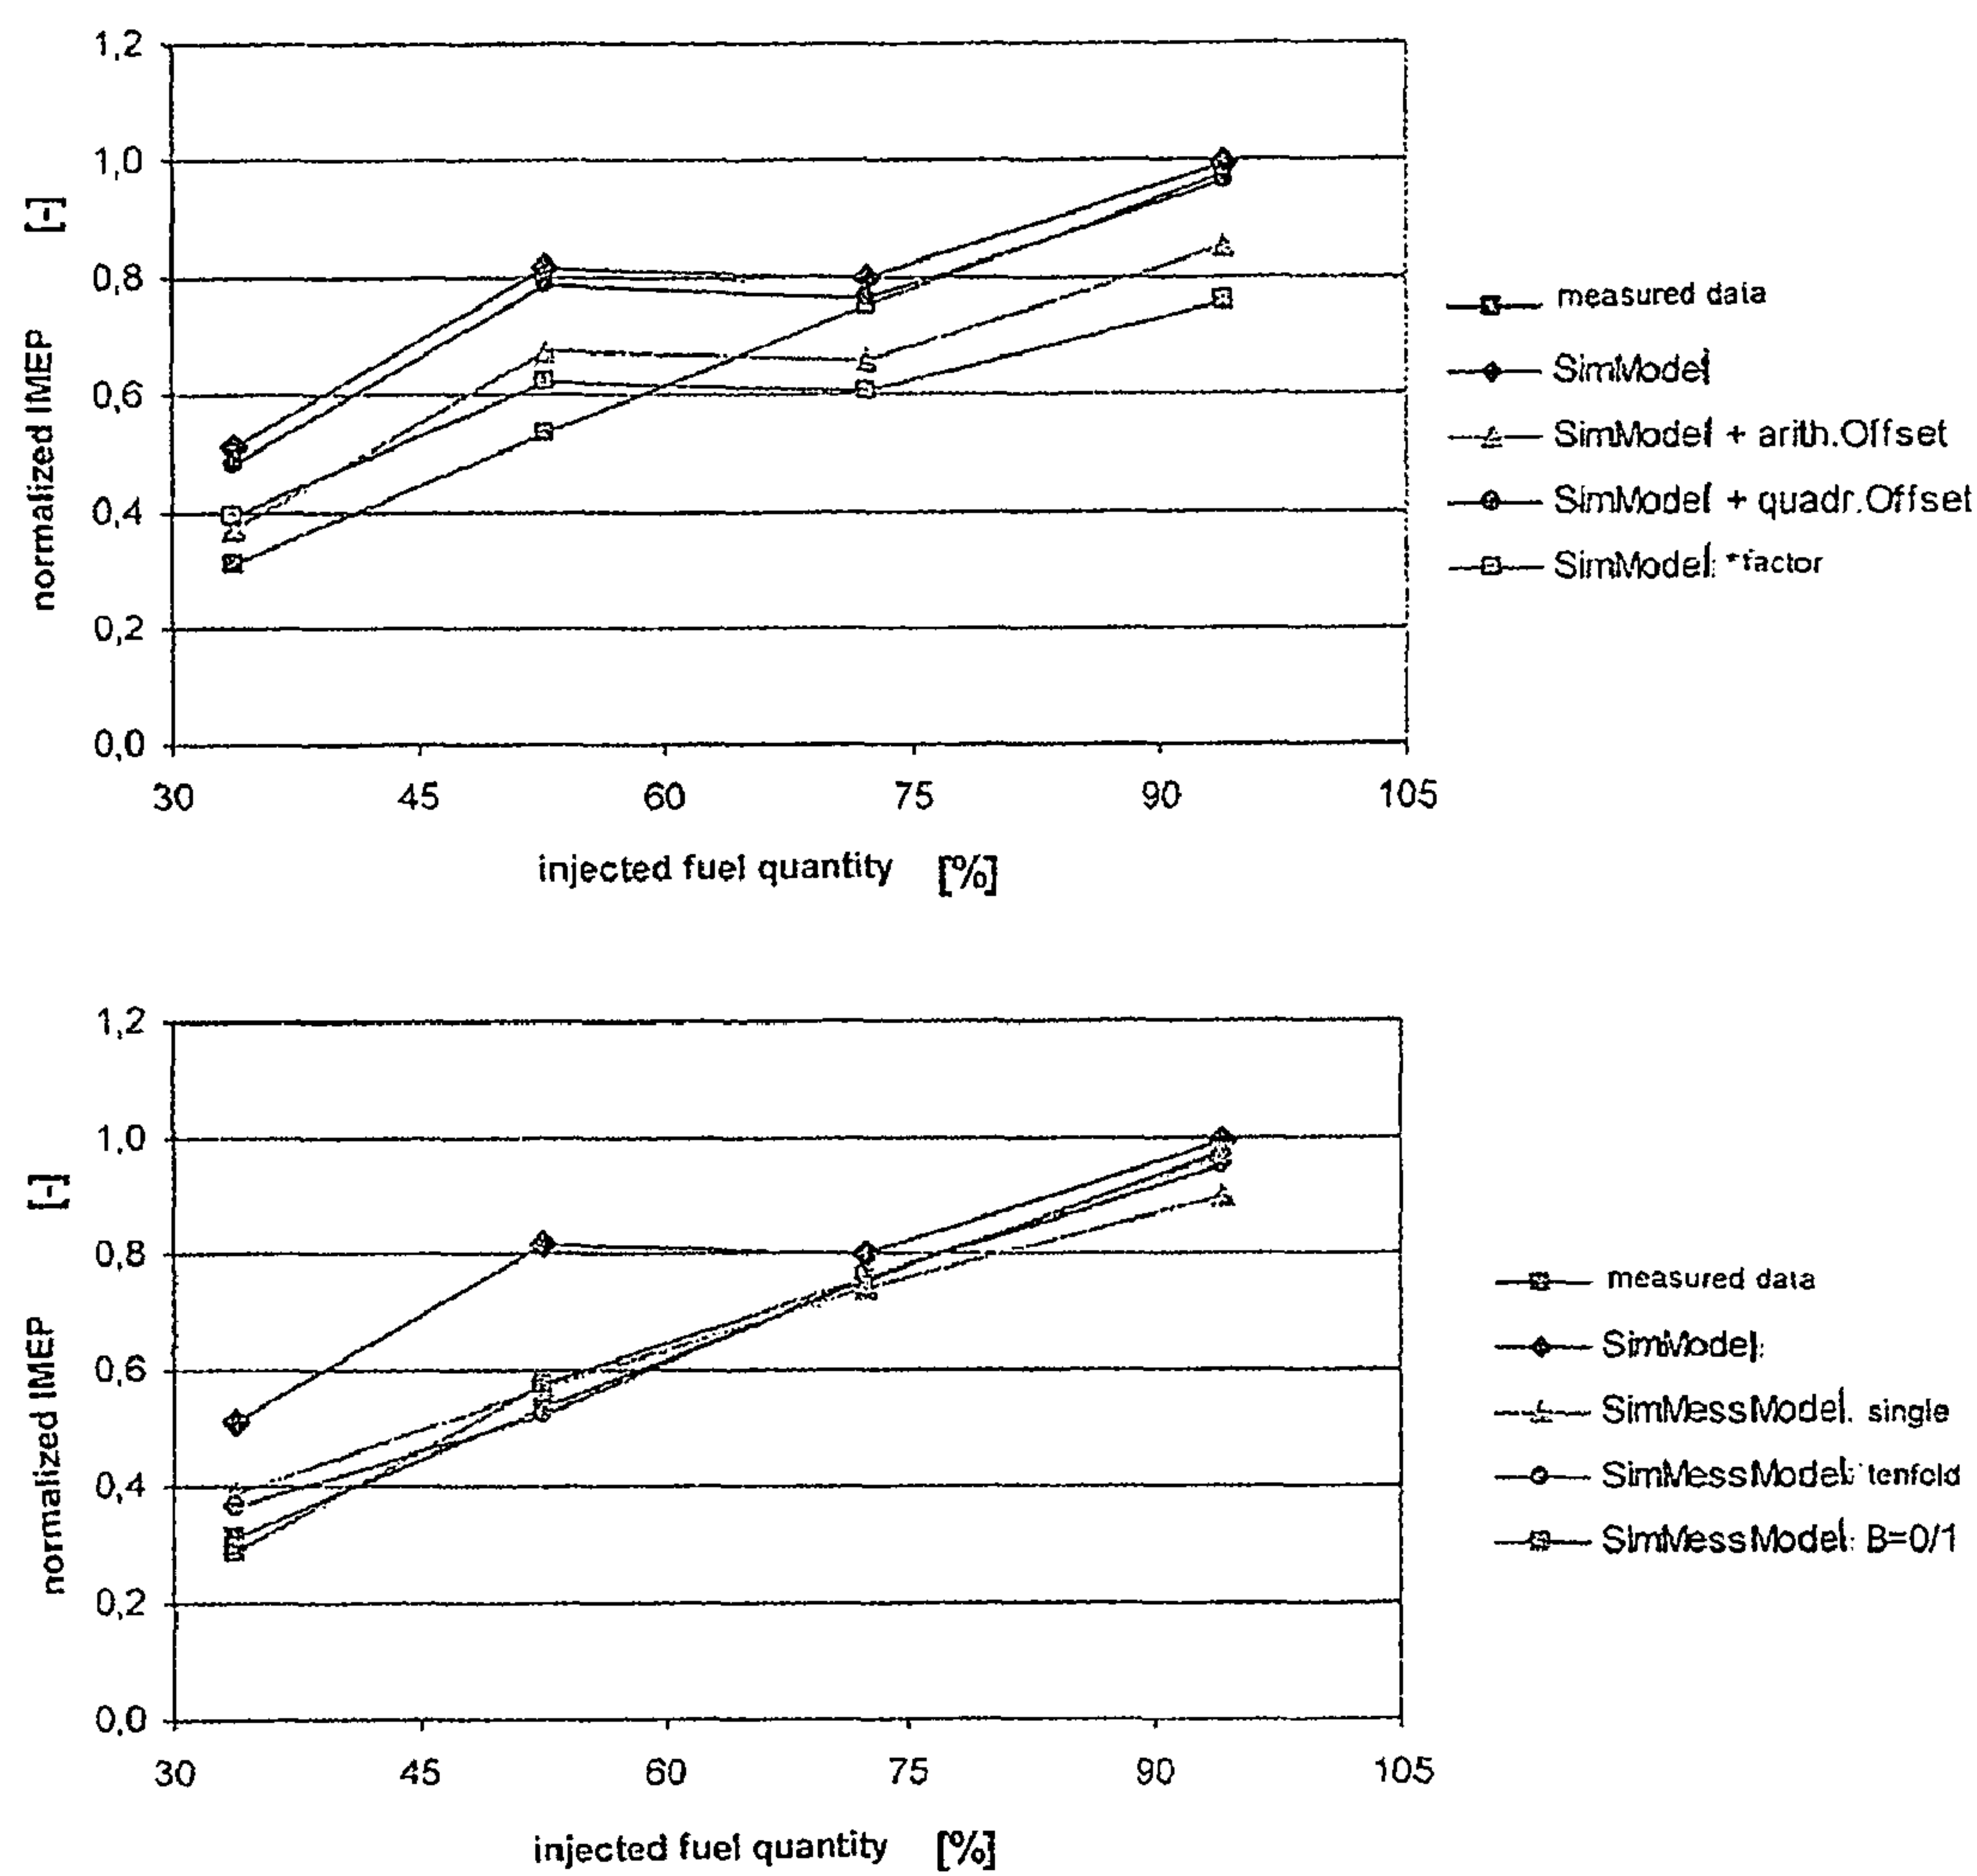 1,2
1,0
0,8
0,6
0,4
0,2
0,0
normalized IMEP [-]
30 45 60 75 90 105
injected fuel quantity [%]
measured data
SimModel
SimModel + arith.Offset
SimModel + quadr.Offset
SimModel: *factor
1,2
1,0
0,8
0,6
0,4
0,2
0,0
normalized IMEP [-]
30 45 60 75 90 105
injected fuel quantity [%]
measured data
SimModel:
SimMessModel. single
SimMessModel: tenfold
SimMessModel: B=0/1